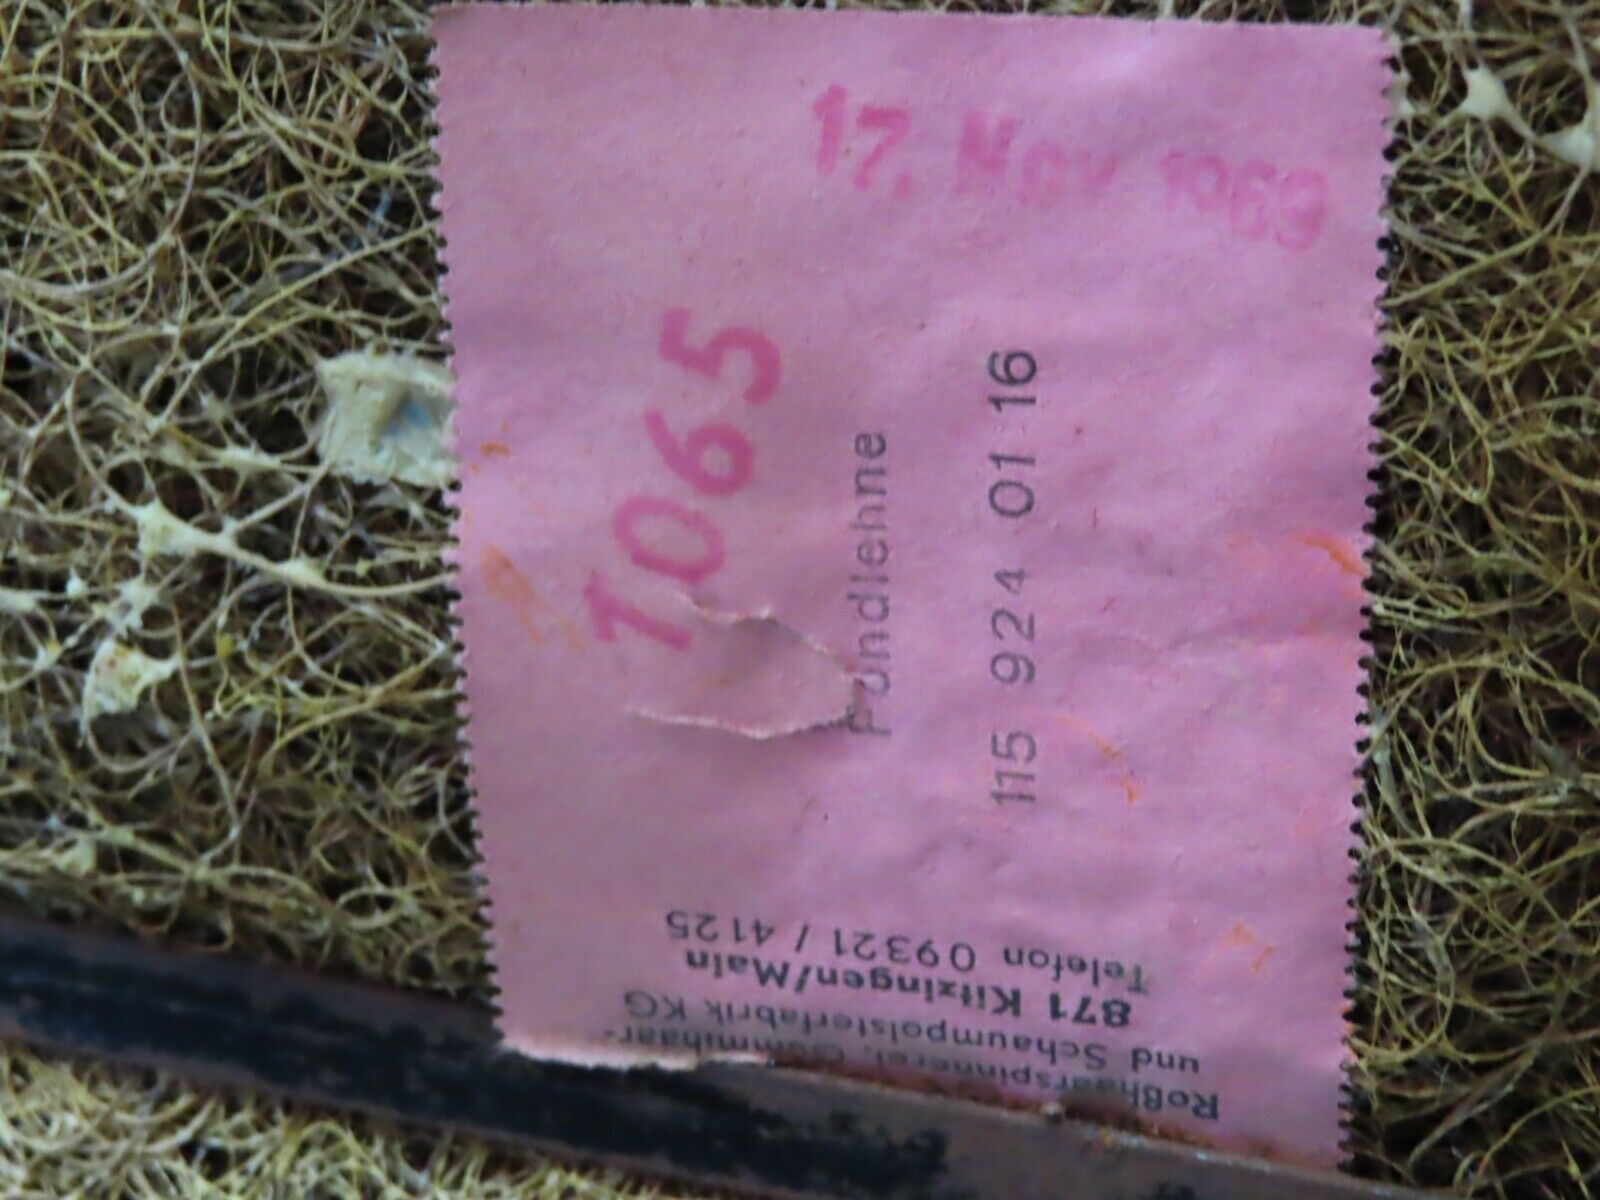 17. Nov 1969
1065
Fondlehne
115 924 01 16
Roßhaarspinnerei, Gummihaar-
und Schaumpolsterfabrik KG
871 Kitzingen/Main
Telefon 09321 / 4125